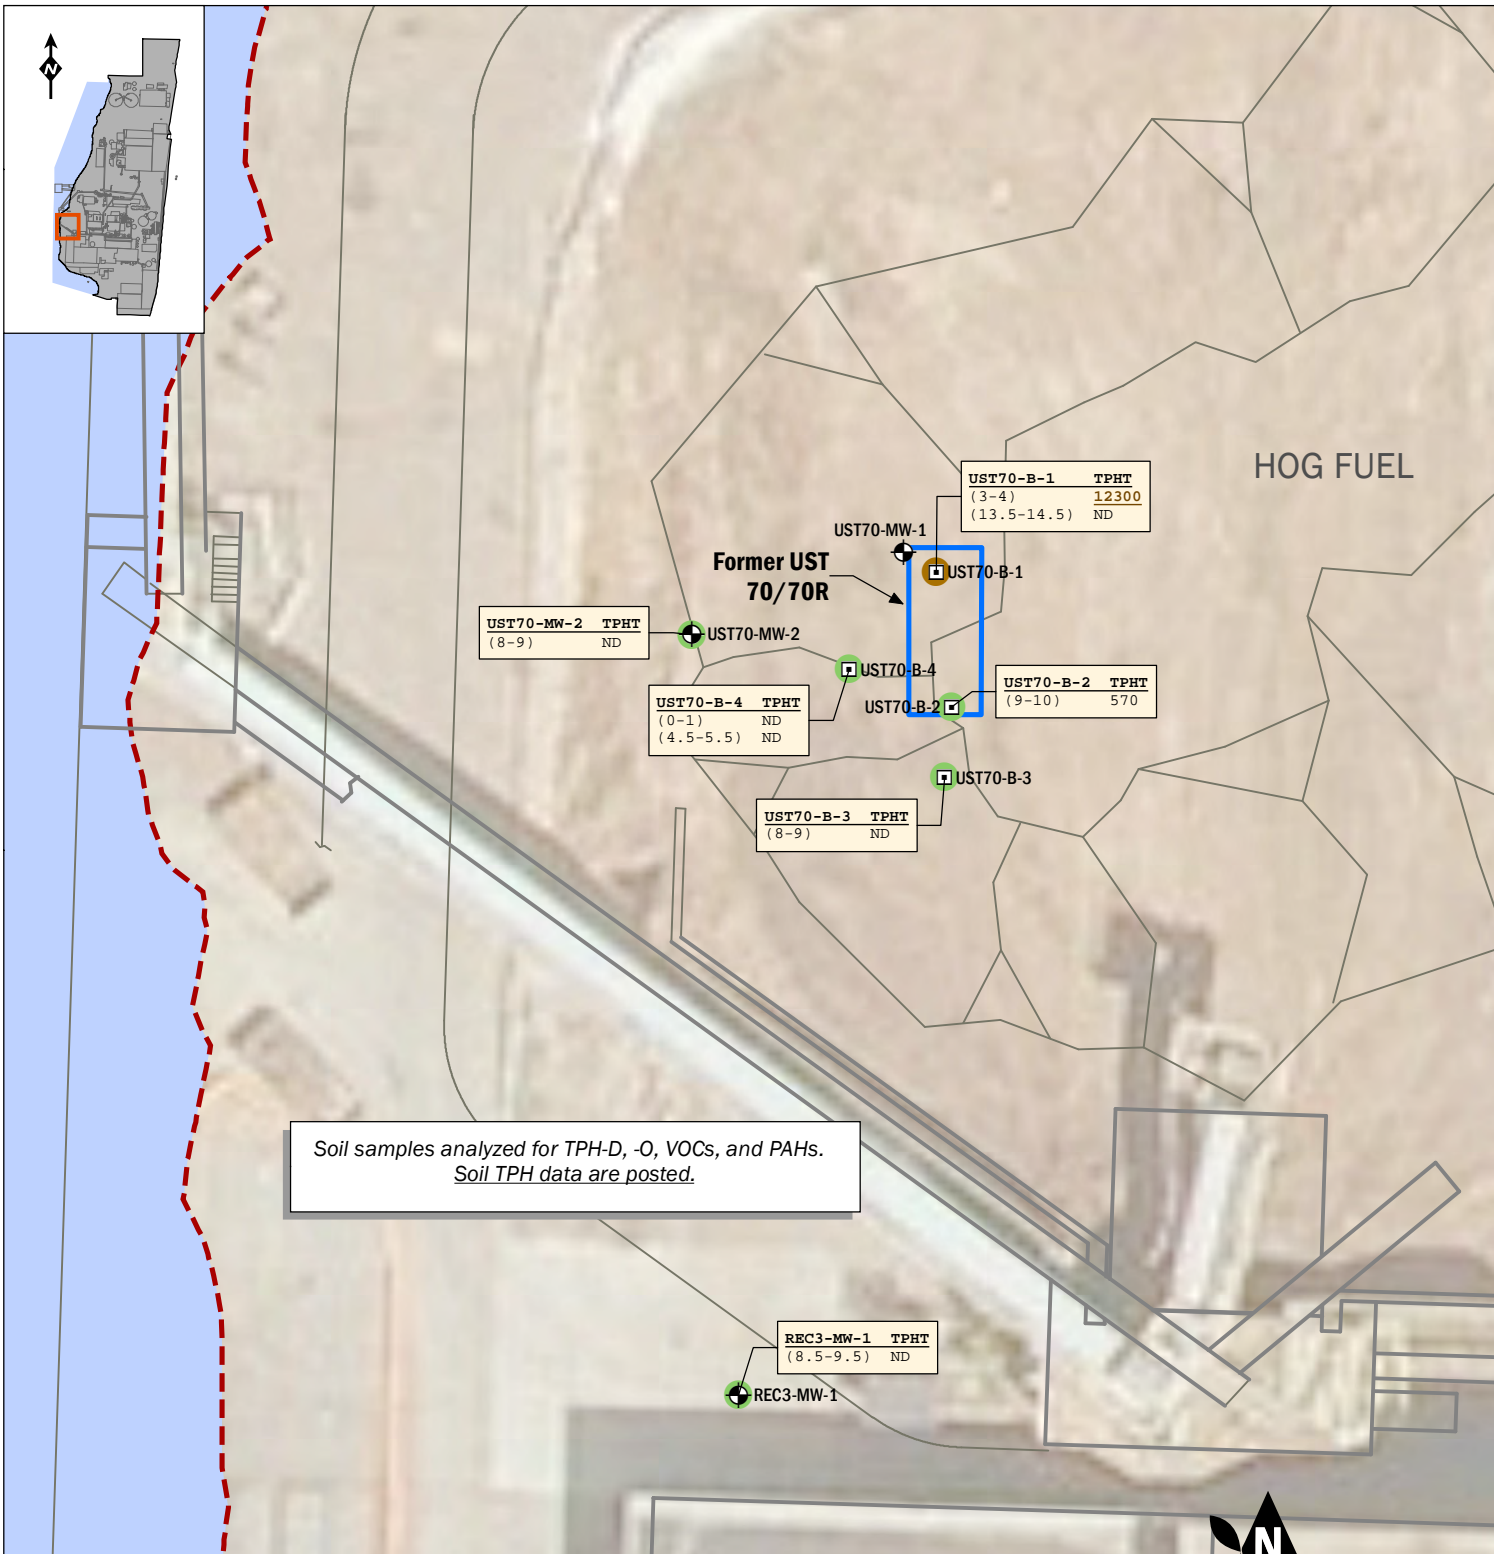 N
HOG FUEL
UST70-B-1 TPHT
(3-4) 12300
(13.5-14.5) ND
UST70-MW-1
Former UST
70/70R
UST70-B-1
UST70-MW-2 TPHT
(8-9) ND
UST70-MW-2
UST70-B-4
UST70-B-4 TPHT
(0-1) ND
(4.5-5.5) ND
UST70-B-2 TPHT
(9-10) 570
UST70-B-2
UST70-B-3
UST70-B-3 TPHT
(8-9) ND
Soil samples analyzed for TPH-D, -O, VOCs, and PAHs.
Soil TPH data are posted.
REC3-MW-1 TPHT
(8.5-9.5) ND
REC3-MW-1
N